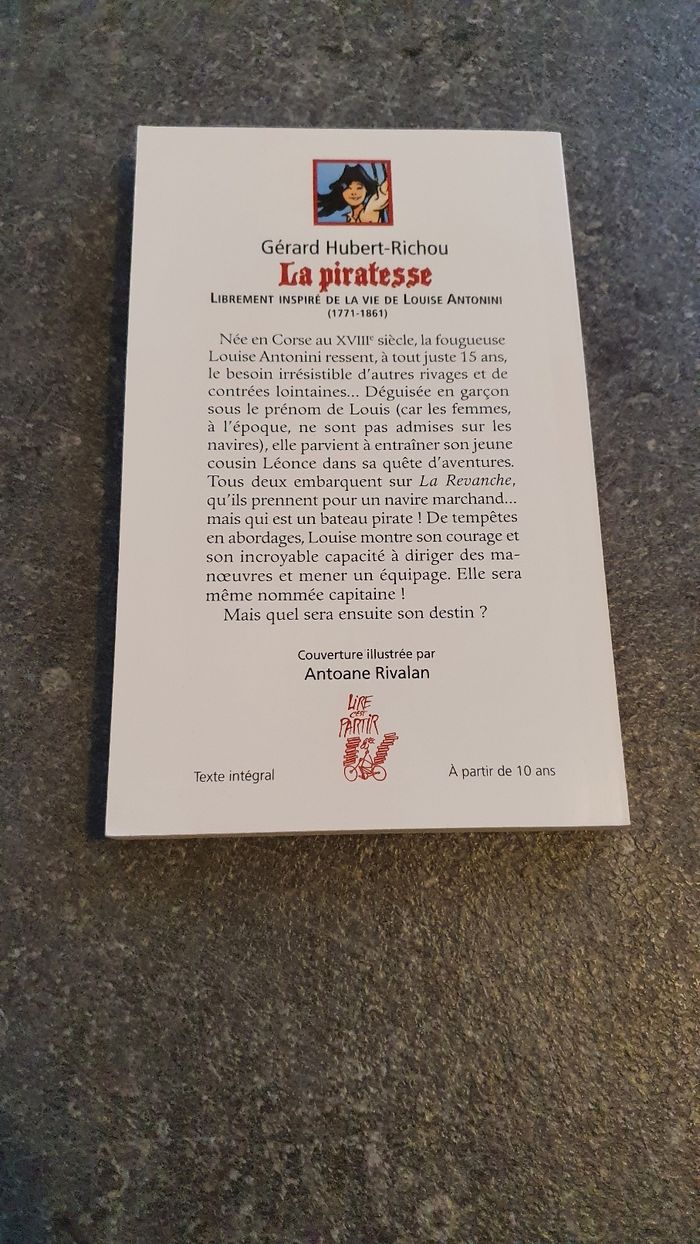 Gérard Hubert-Richou
La piratesse
Librement inspiré de la vie de Louise Antonini
(1771-1861)
Née en Corse au XVIIIe siècle, la fougueuse
Louise Antonini ressent, à tout juste 15 ans,
le besoin irrésistible d'autres rivages et de
contrées lointaines... Déguisée en garçon
sous le prénom de Louis (car les femmes,
à l'époque, ne sont pas admises sur les
navires), elle parvient à entraîner son jeune
cousin Léonce dans sa quête d'aventures.
Tous deux embarquent sur La Revanche,
qu'ils prennent pour un navire marchand...
mais qui est un bateau pirate ! De tempêtes
en abordages, Louise montre son courage et
son incroyable capacité à diriger des ma-
nœuvres et mener un équipage. Elle sera
même nommée capitaine !
Mais quel sera ensuite son destin ?
Couverture illustrée par
Antoane Rivalan
LIRE
C'EST
PARTIR
Texte intégral
À partir de 10 ans